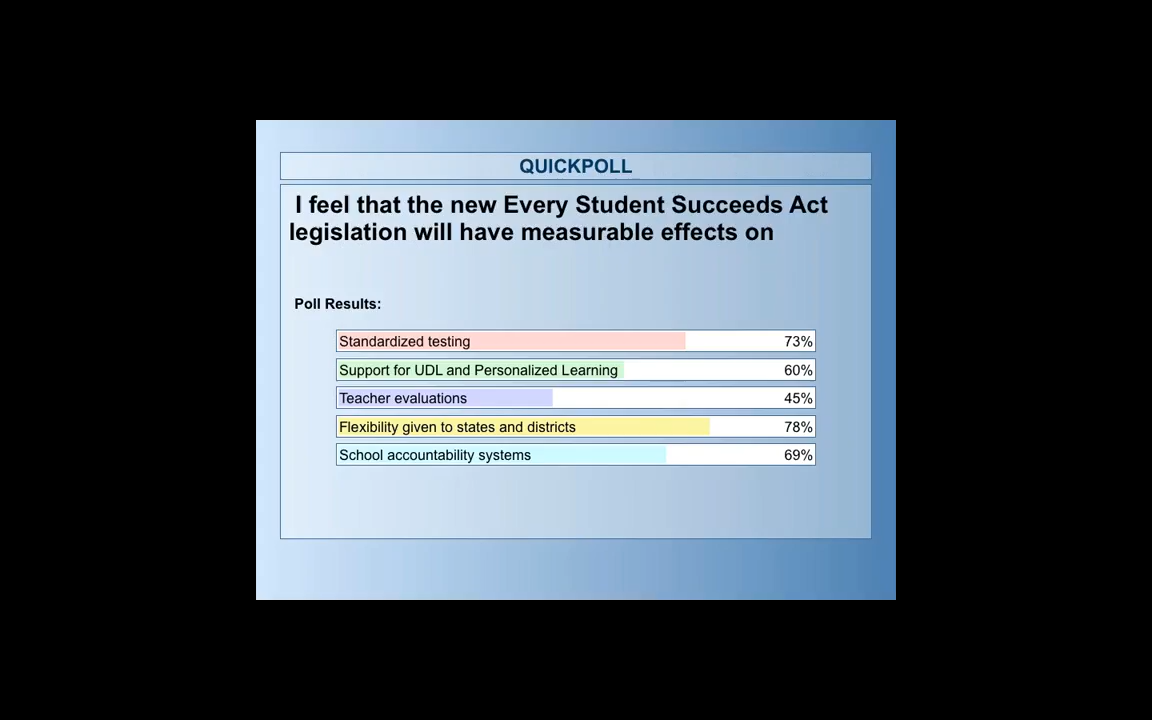 QUICKPOLL
I feel that the new Every Student Succeeds Act
legislation will have measurable effects on
Poll Results:
Standardized testing 73%
Support for UDL and Personalized Learning 60%
Teacher evaluations 45%
Flexibility given to states and districts 78%
School accountability systems 69%